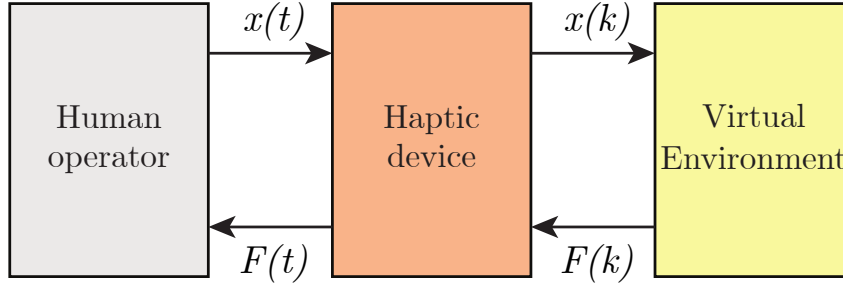 x(t)
x(k)
Human
operator
Haptic
device
Virtual
Environment
F(t)
F(k)